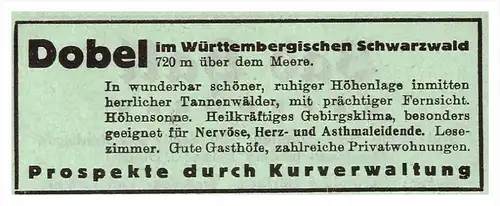 Dobel im Württembergischen Schwarzwald
720 m über dem Meere.
In wunderbar schöner, ruhiger Höhenlage inmitten
herrlicher Tannenwälder, mit prächtiger Fernsicht.
Höhensonne. Heilkräftiges Gebirgsklima, besonders
geeignet für Nervöse, Herz- und Asthmaleidende. Lese-
zimmer. Gute Gasthöfe, zahlreiche Privatwohnungen.
Prospekte durch Kurverwaltung